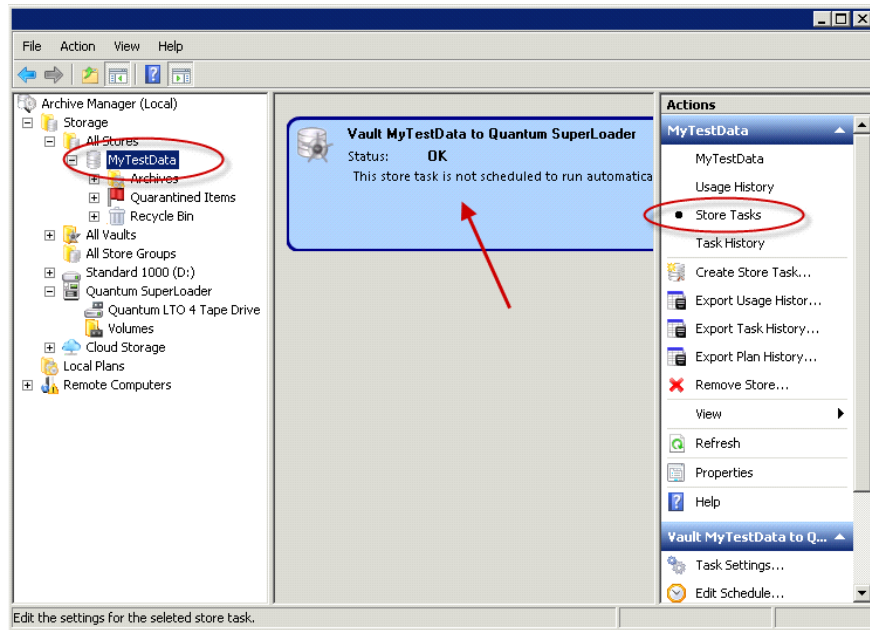 File Action View Help
Archive Manager (Local)
Storage
All Stores
MyTestData
Archives
Quarantined Items
Recycle Bin
All Vaults
All Store Groups
Standard 1000 (D:)
Quantum SuperLoader
Quantum LTO 4 Tape Drive
Volumes
Cloud Storage
Local Plans
Remote Computers
Vault MyTestData to Quantum SuperLoader
Status: OK
This store task is not scheduled to run automatica
Actions
MyTestData
MyTestData
Usage History
Store Tasks
Task History
Create Store Task...
Export Usage Histor...
Export Task History...
Export Plan History...
Remove Store...
View
Refresh
Properties
Help
Vault MyTestData to Q...
Task Settings...
Edit Schedule...
Edit the settings for the seleted store task.